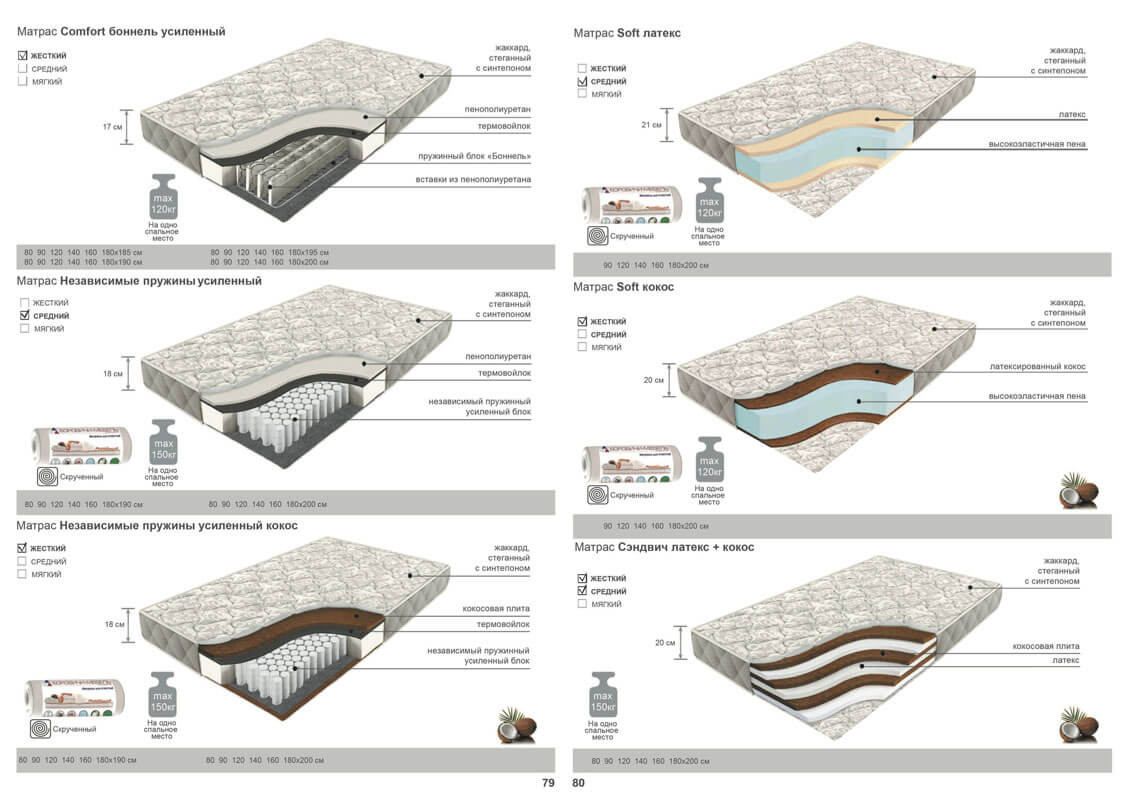 Матрас Comfort боннель усиленный
ЖЕСТКИЙ
СРЕДНИЙ
МЯГКИЙ
жаккард,
стеганный
с синтепоном
пенополиуретан
термовойлок
пружинный блок «Боннель»
вставки из пенополиуретана
17 см
max
120кг
На одно
спальное
место
80 90 120 140 160 180х185 см
80 90 120 140 160 180х190 см
80 90 120 140 160 180х195 см
80 90 120 140 160 180х200 см
Матрас Независимые пружины усиленный
ЖЕСТКИЙ
СРЕДНИЙ
МЯГКИЙ
жаккард,
стеганный
с синтепоном
пенополиуретан
термовойлок
независимый пружинный
усиленный блок
18 см
БОРОВИЧИ-МЕБЕЛЬ
Скрученный
max
150кг
На одно
спальное
место
80 90 120 140 160 180х190 см
80 90 120 140 160 180х200 см
Матрас Независимые пружины усиленный кокос
ЖЕСТКИЙ
СРЕДНИЙ
МЯГКИЙ
жаккард,
стеганный
с синтепоном
кокосовая плита
термовойлок
независимый пружинный
усиленный блок
18 см
БОРОВИЧИ-МЕБЕЛЬ
Скрученный
max
150кг
На одно
спальное
место
80 90 120 140 160 180х190 см
80 90 120 140 160 180х200 см
79
Матрас Soft латекс
ЖЕСТКИЙ
СРЕДНИЙ
МЯГКИЙ
жаккард,
стеганный
с синтепоном
латекс
высокоэластичная пена
21 см
БОРОВИЧИ-МЕБЕЛЬ
Скрученный
max
120кг
На одно
спальное
место
90 120 140 160 180х200 см
Матрас Soft кокос
ЖЕСТКИЙ
СРЕДНИЙ
МЯГКИЙ
жаккард,
стеганный
с синтепоном
латексированный кокос
высокоэластичная пена
20 см
БОРОВИЧИ-МЕБЕЛЬ
Скрученный
max
120кг
На одно
спальное
место
90 120 140 160 180х200 см
Матрас Сэндвич латекс + кокос
ЖЕСТКИЙ
СРЕДНИЙ
МЯГКИЙ
жаккард,
стеганный
с синтепоном
кокосовая плита
латекс
20 см
max
150кг
На одно
спальное
место
80 90 120 140 160 180х200 см
80